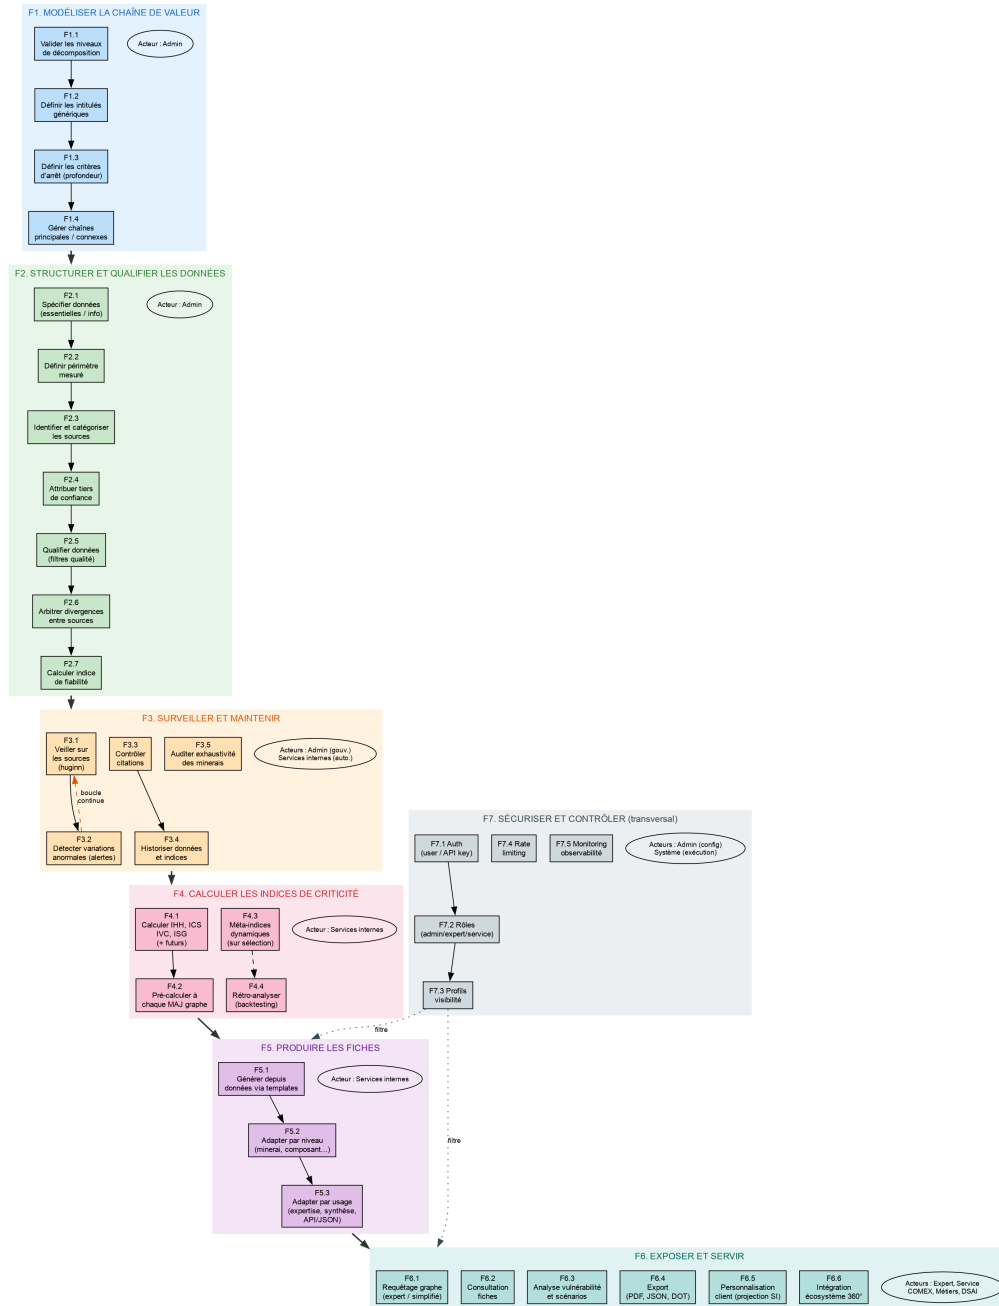 F1. MODÉLISER LA CHAÎNE DE VALEUR
F1.1
Valider les niveaux
de décomposition
Acteur : Admin
F1.2
Définir les intitulés
génériques
F1.3
Définir les critères
d'arrêt (profondeur)
F1.4
Gérer chaînes
principales / connexes
F2. STRUCTURER ET QUALIFIER LES DONNÉES
F2.1
Spécifier données
(essentielles / info)
Acteur : Admin
F2.2
Définir périmètre
mesuré
F2.3
Identifier et catégoriser
les sources
F2.4
Attribuer tiers
de confiance
F2.5
Qualifier données
(filtres qualité)
F2.6
Arbitrer divergences
entre sources
F2.7
Calculer indice
de fiabilité
F3. SURVEILLER ET MAINTENIR
F3.1
Veiller sur
les sources
(huginn)
F3.3
Contrôler
citations
F3.5
Auditer exhaustivité
des minerais
Acteurs : Admin (gouv.)
Services internes (auto.)
boucle
continue
F3.2
Détecter variations
anormales (alertes)
F3.4
Historiser données
et indices
F7. SÉCURISER ET CONTRÔLER (transversal)
F7.1 Auth
(user / API key)
F7.4 Rate
limiting
F7.5 Monitoring
observabilité
Acteurs : Admin (config)
Système (exécution)
F7.2 Rôles
(admin/expert/service)
F7.3 Profils
visibilité
F4. CALCULER LES INDICES DE CRITICITÉ
F4.1
Calculer IHH, ICS
IVC, ISG
(+ futurs)
F4.3
Méta-indices
dynamiques
(sur sélection)
Acteur : Services internes
F4.2
Pré-calculer à
chaque MAJ graphe
F4.4
Rétro-analyser
(backtesting)
filtre
F5. PRODUIRE LES FICHES
F5.1
Générer depuis
données via templates
Acteur : Services internes
F5.2
Adapter par niveau
(minerai, composant...)
filtre
F5.3
Adapter par usage
(expertise, synthèse,
API/JSON)
F6. EXPOSER ET SERVIR
F6.1
Requêtage graphe
(expert / simplifié)
F6.2
Consultation
fiches
F6.3
Analyse vulnérabilité
et scénarios
F6.4
Export
(PDF, JSON, DOT)
F6.5
Personnalisation
client (projection SI)
F6.6
Intégration
écosystème 360°
Acteurs : Expert, Service
COMEX, Métiers, DSAI